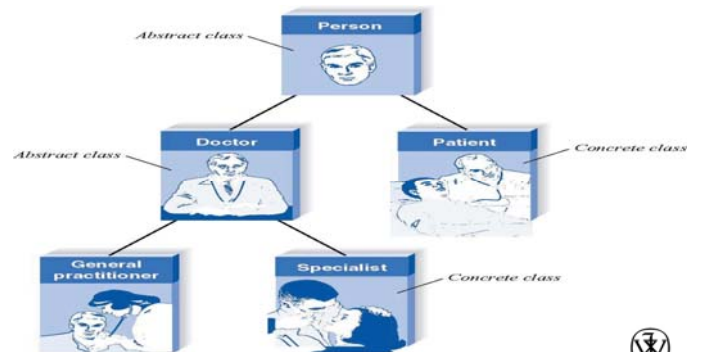 Person
Abstract class
Doctor
Patient
Abstract class
Concrete class
General
practitioner
Specialist
Concrete class